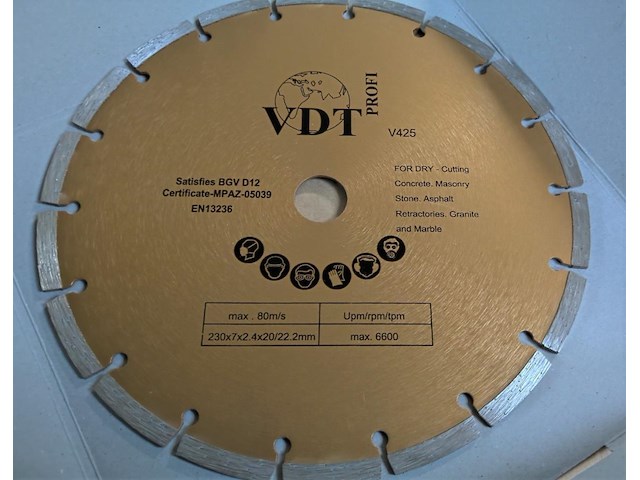 VDT PROFI
V425
Satisfies BGV D12
Certificate-MPAZ-05039
EN13236
FOR DRY - Cutting
Concrete. Masonry
Stone. Asphalt
Retractories. Granite
and Marble
max . 80m/s
Upm/rpm/tpm
230x7x2.4x20/22.2mm
max. 6600